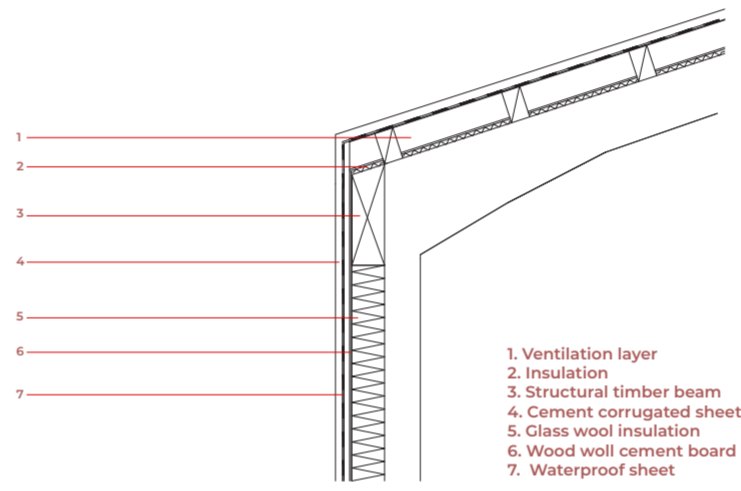 1
2
3
4
5
6
7
1. Ventilation layer
2. Insulation
3. Structural timber beam
4. Cement corrugated sheet
5. Glass wool insulation
6. Wood woll cement board
7. Waterproof sheet